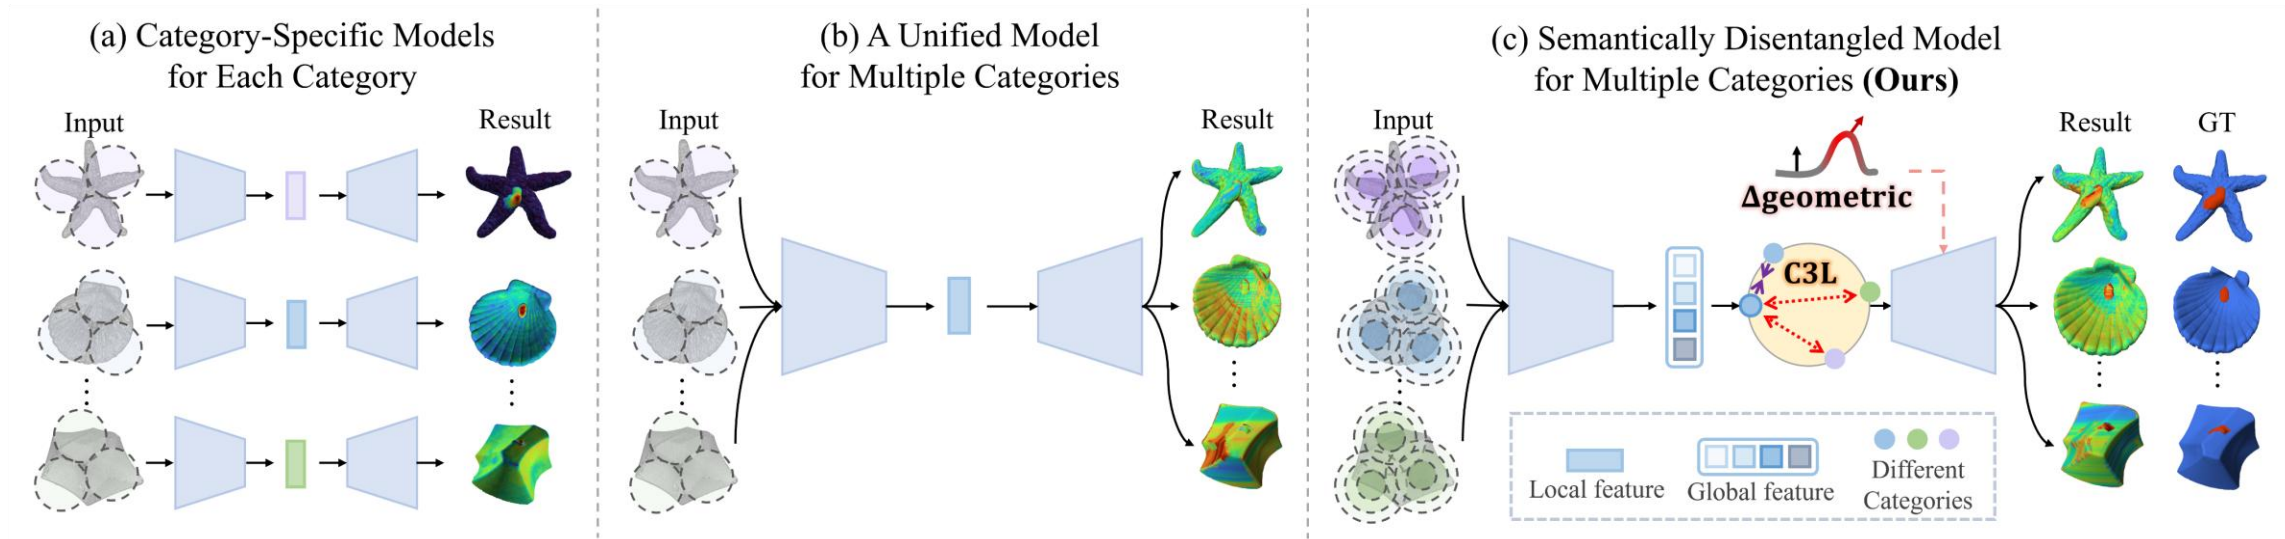 (a) Category-Specific Models
for Each Category
Input
Result
(b) A Unified Model
for Multiple Categories
Input
Result
(c) Semantically Disentangled Model
for Multiple Categories (Ours)
Input
Δgeometric
C3L
Result
GT
Local feature
Global feature
Different
Categories